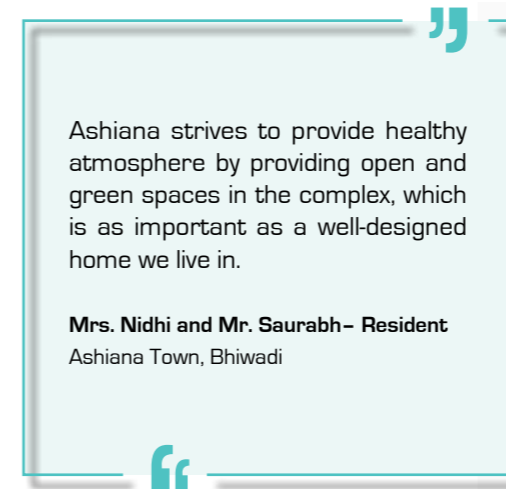 ”
Ashiana strives to provide healthy
atmosphere by providing open and
green spaces in the complex, which
is as important as a well-designed
home we live in.
Mrs. Nidhi and Mr. Saurabh– Resident
Ashiana Town, Bhiwadi
“